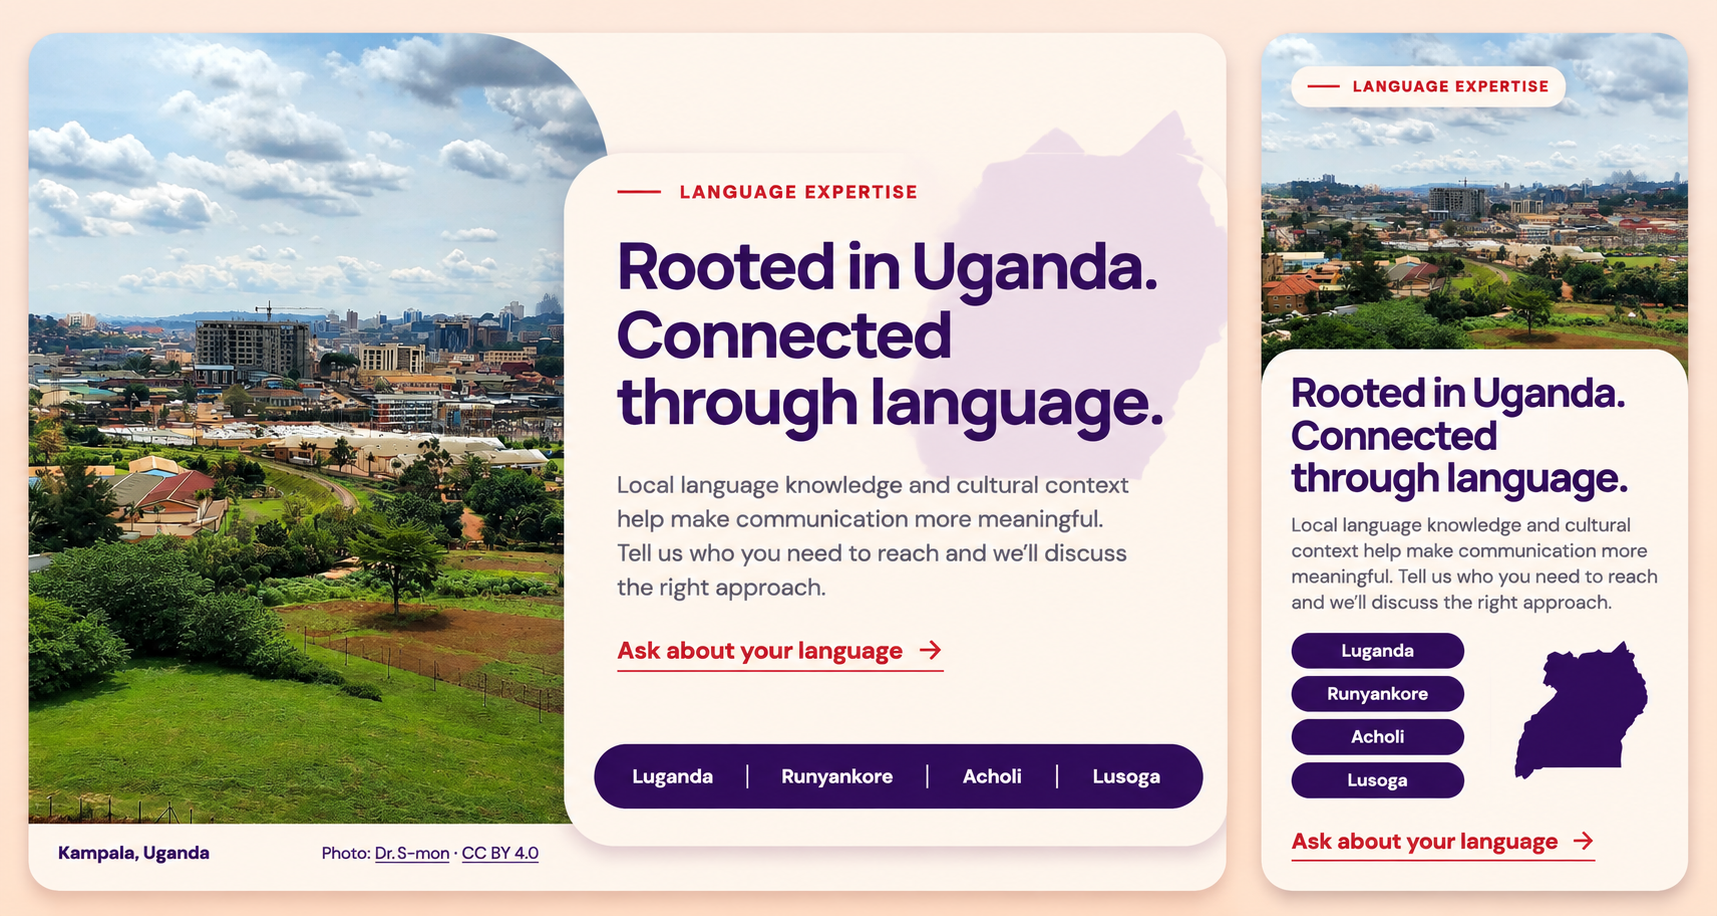 LANGUAGE EXPERTISE
Rooted in Uganda.
Connected
through language.
Local language knowledge and cultural context
help make communication more meaningful.
Tell us who you need to reach and we'll discuss
the right approach.
Ask about your language →
Luganda | Runyankore | Acholi | Lusoga
Kampala, Uganda
Photo: Dr. S-mon · CC BY 4.0
LANGUAGE EXPERTISE
Rooted in Uganda.
Connected
through language.
Local language knowledge and cultural
context help make communication more
meaningful. Tell us who you need to reach
and we'll discuss the right approach.
Luganda
Runyankore
Acholi
Lusoga
Ask about your language →